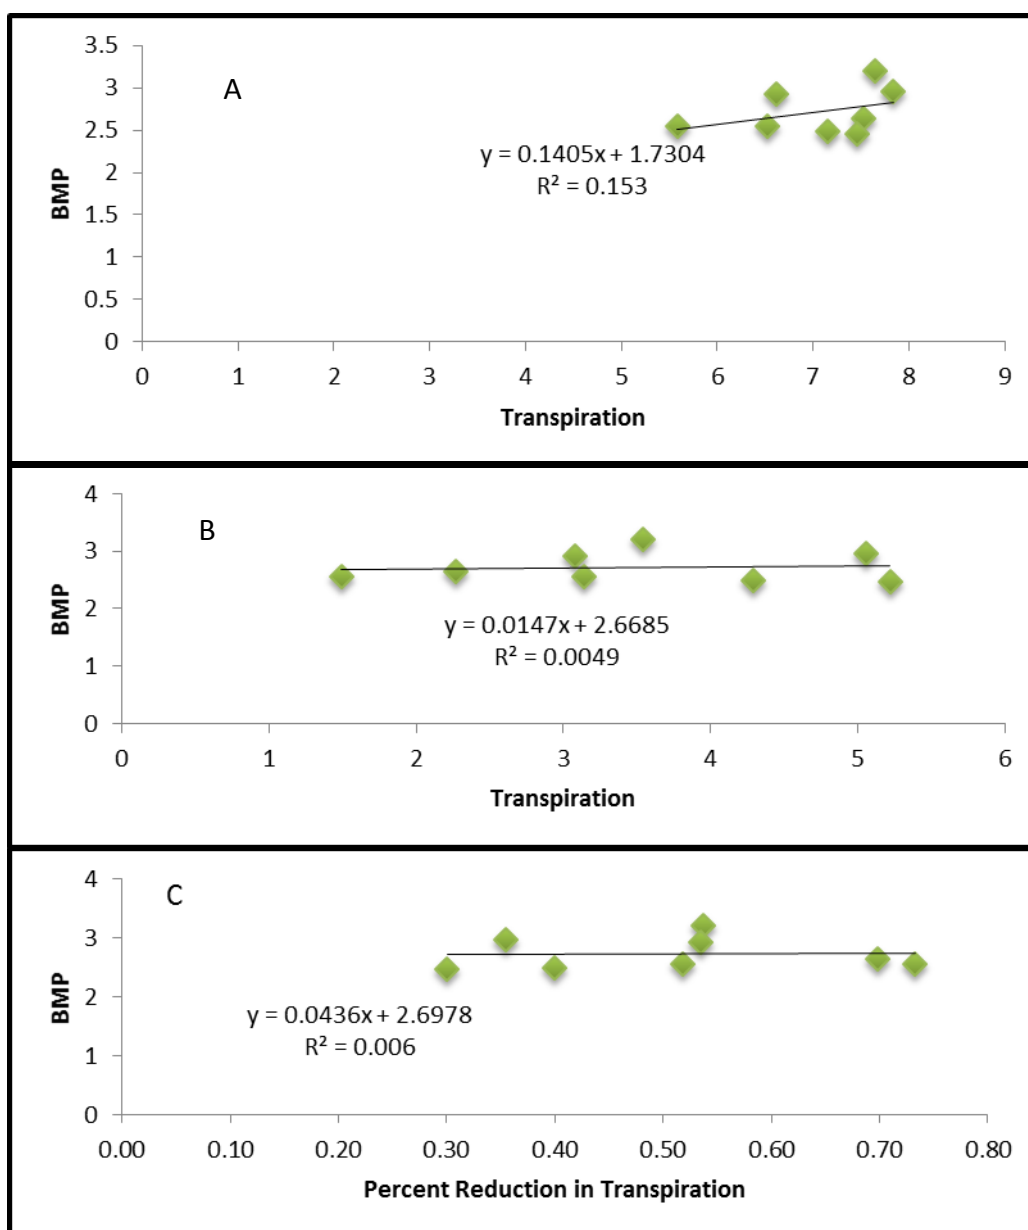 A
3.5
3
2.5
2
1.5
1
0.5
0
BMP
y = 0.1405x + 1.7304
R² = 0.153
0 1 2 3 4 5 6 7 8 9
Transpiration
B
4
3
2
1
0
BMP
y = 0.0147x + 2.6685
R² = 0.0049
0 1 2 3 4 5 6
Transpiration
C
4
3
2
1
0
BMP
y = 0.0436x + 2.6978
R² = 0.006
0.00 0.10 0.20 0.30 0.40 0.50 0.60 0.70 0.80
Percent Reduction in Transpiration